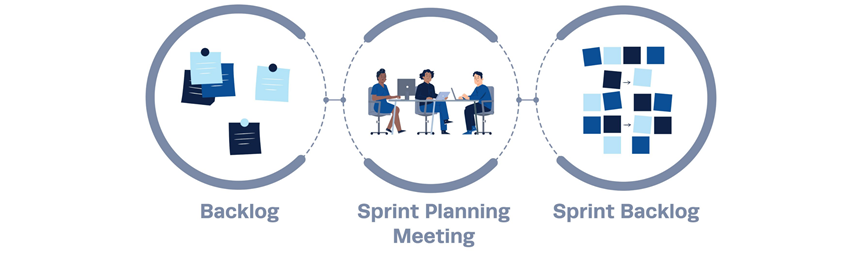 Backlog
Sprint Planning
Meeting
Sprint Backlog